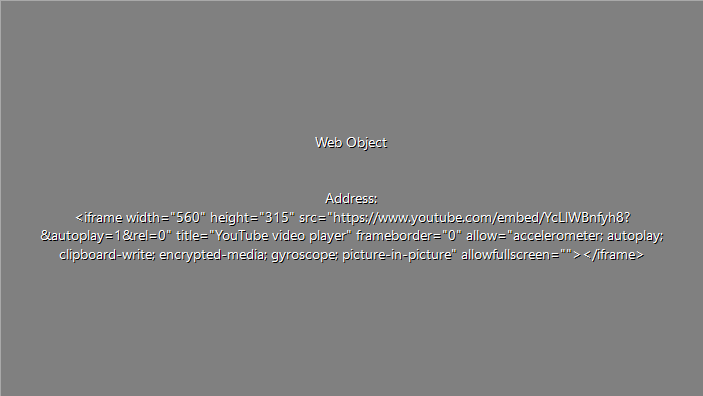 Web Object
Address:
<iframe width="560" height="315" src="https://www.youtube.com/embed/YcLlWBnfyh8?
&autoplay=1&rel=0" title="YouTube video player" frameborder="0" allow="accelerometer; autoplay;
clipboard-write; encrypted-media; gyroscope; picture-in-picture" allowfullscreen=""></iframe>